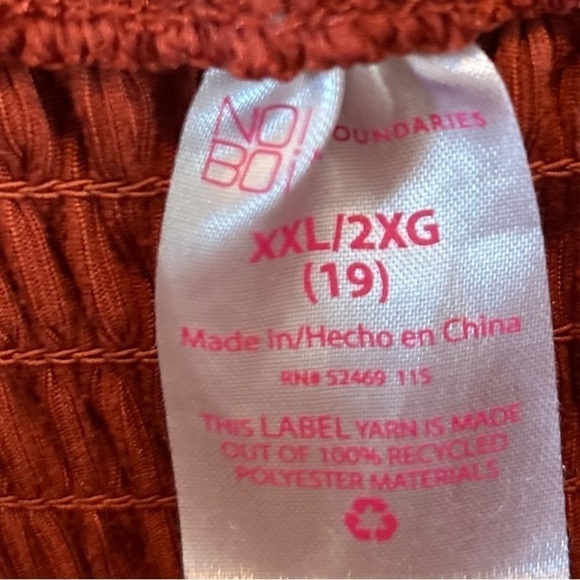 NO!
BO
OUNDARIES
XXL/2XG
(19)
Made in/Hecho en China
RN# 52469 115
THIS LABEL YARN IS MADE
OUT OF 100% RECYCLED
POLYESTER MATERIALS